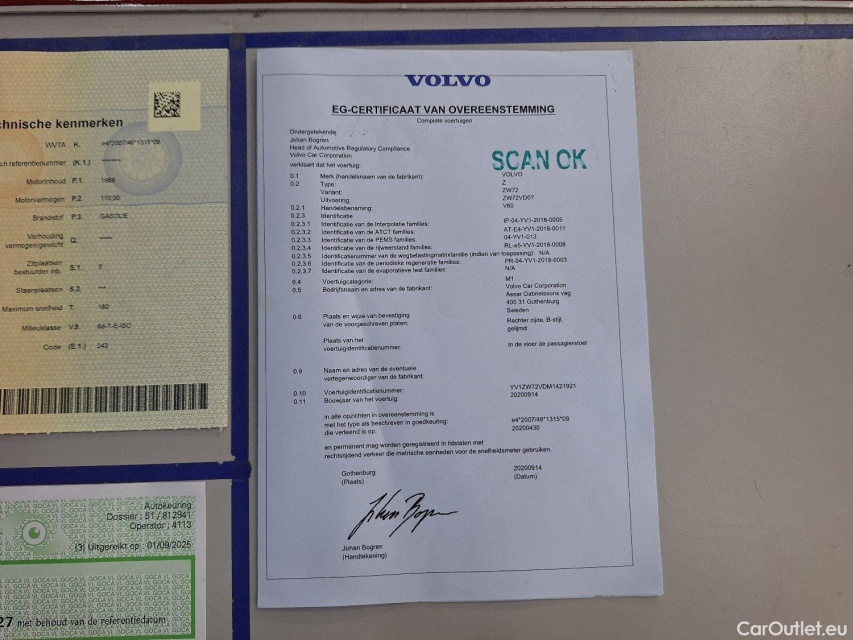 chnische kenmerken
WVTA K. e4*2007/46*1315*09
ch referentienummer (K.1.) ------
Motorinhoud P.1. 1969
Motorvermogen P.2. 110,00
Brandstof P.3. GASOLIE
Verhouding
vermogen/gewicht Q. -----
Zitplaatsen
bestuurder inb. S.1. 5
Staanplaatsen S.2. ---
Maximum snelheid T. 180
Milieuklasse V.9. 6d-T-E-ISC
Code (E.1.) 243
Autokeuring
Dossier : S1 / 812941
Operator : 4113
(3) Uitgereikt op : 01/09/2025
27 met behoud van de referentiedatum
VOLVO
EG-CERTIFICAAT VAN OVEREENSTEMMING
Complete voertuigen
Ondergetekende
Johan Bogren
Head of Automotive Regulatory Compliance
Volvo Car Corporation
verklaart dat het voertuig:
SCAN OK
0.1 Merk (handelsnaam van de fabrikant): VOLVO
0.2 Type: Z
Variant: ZW72
Uitvoering: ZW72VD0?
0.2.1 Handelsbenaming: V60
0.2.3 Identificatie
0.2.3.1 Identificatie van de Interpolatie families: IP-04-YV1-2018-0005
0.2.3.2 Identificatie van de ATCT families: AT-E4-YV1-2018-0011
0.2.3.3 Identificatie van de PEMS families: 04-YV1-013
0.2.3.4 Identificatie van de rijweerstand families: RL-e5-YV1-2018-0008
0.2.3.5 Identificatienummer van de wegbelastingmatrixfamilie (indien van toepassing) N/A
0.2.3.6 Identificatie van de periodieke regeneratie families: PR-04-YV1-2018-0003
0.2.3.7 Identificatie van de evaporative test families: N/A
0.4 Voertuigcategorie: M1
0.5 Bedrijfsnaam en adres van de fabrikant: Volvo Car Corporation
Assar Gabrielssons väg
405 31 Gothenburg
Sweden
0.6 Plaats en wijze van bevestiging Rechter zijde, B-stijl,
van de voorgeschreven platen: gelijmd
Plaats van het
voertuigidentificatienummer: In de vloer de passagierstoel
0.9 Naam en adres van de eventuele
vertegenwoordiger van de fabrikant:
0.10 Voertuigidentificatienummer: YV1ZW72VDM1421921
0.11 Bouwjaar van het voertuig: 20200914
in alle opzichten in overeenstemming is
met het type als beschreven in goedkeuring: e4*2007/46*1315*09
die verleend is op: 20200430
en permanent mag worden geregistreerd in lidstaten met
rechtsrijdend verkeer die metrische eenheden voor de snelheidsmeter gebruiken.
Gothenburg 20200914
(Plaats) (Datum)
Johan Bogren
Johan Bogren
(Handtekening)
CarOutlet.eu